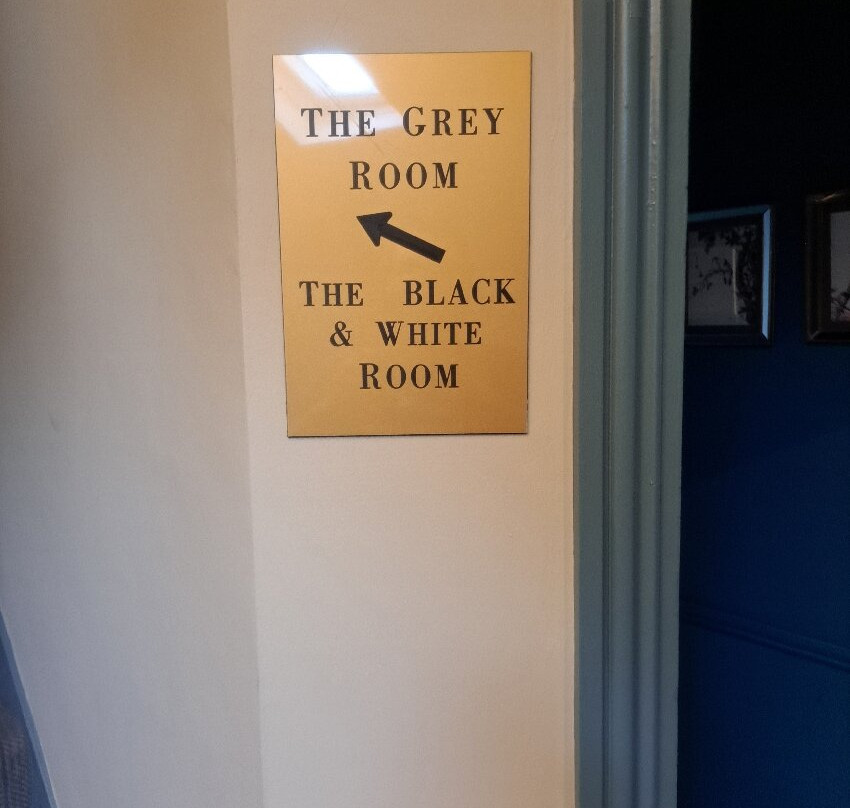 THE GREY
ROOM
THE BLACK
& WHITE
ROOM